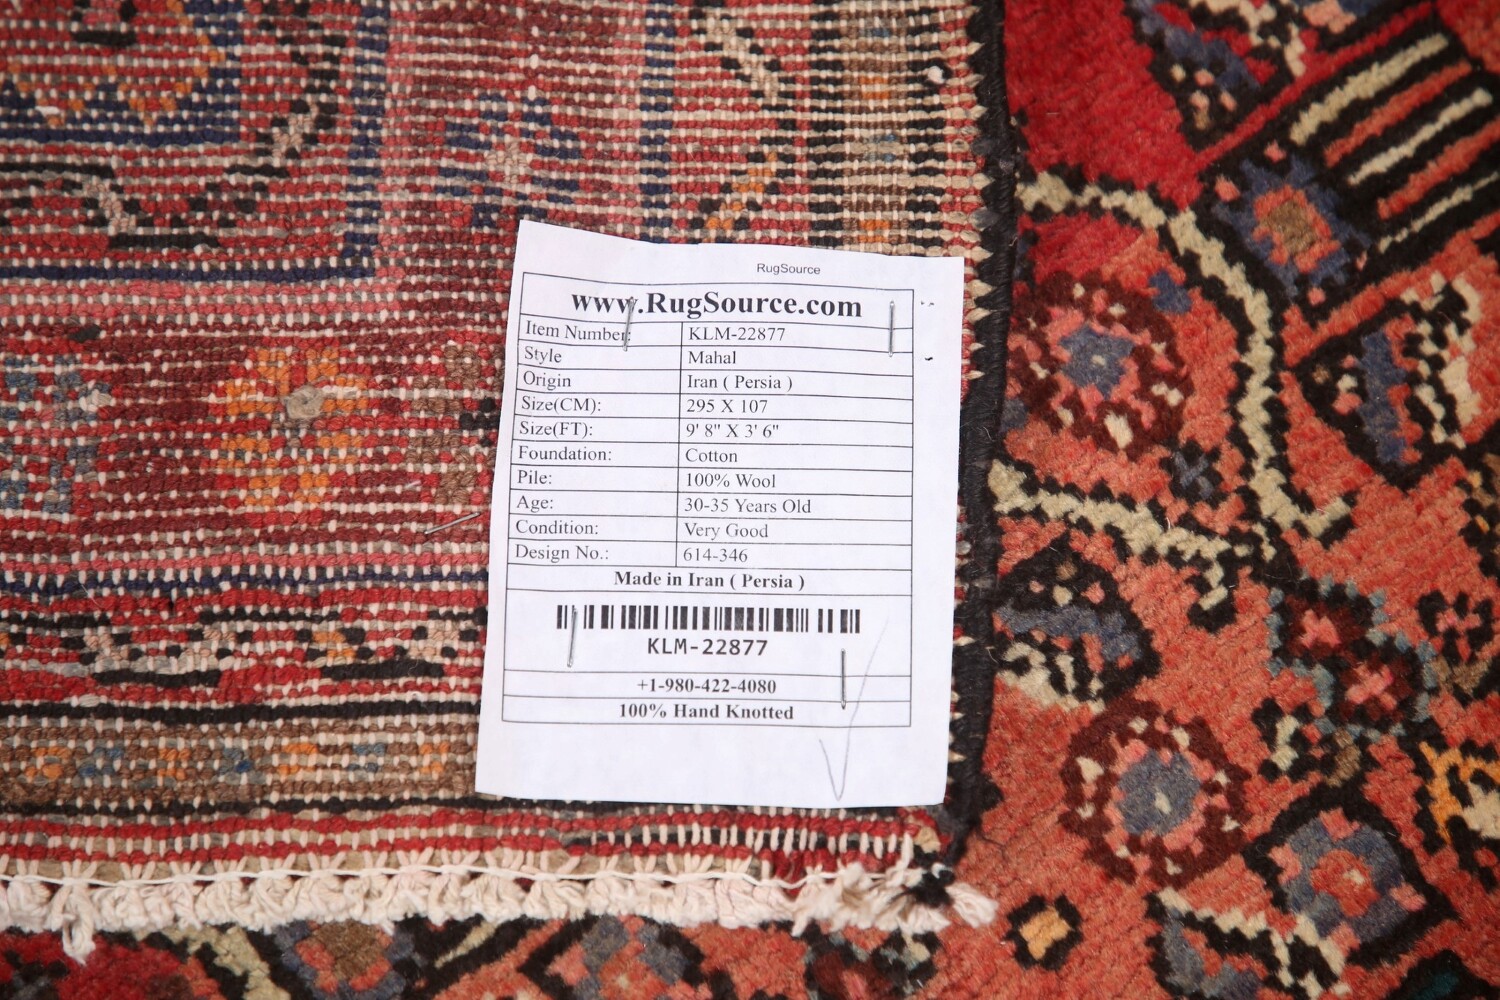 RugSource
www.RugSource.com
Item Number: KLM-22877
Style Mahal
Origin Iran ( Persia )
Size(CM): 295 X 107
Size(FT): 9' 8" X 3' 6"
Foundation: Cotton
Pile: 100% Wool
Age: 30-35 Years Old
Condition: Very Good
Design No.: 614-346
Made in Iran ( Persia )
KLM-22877
+1-980-422-4080
100% Hand Knotted